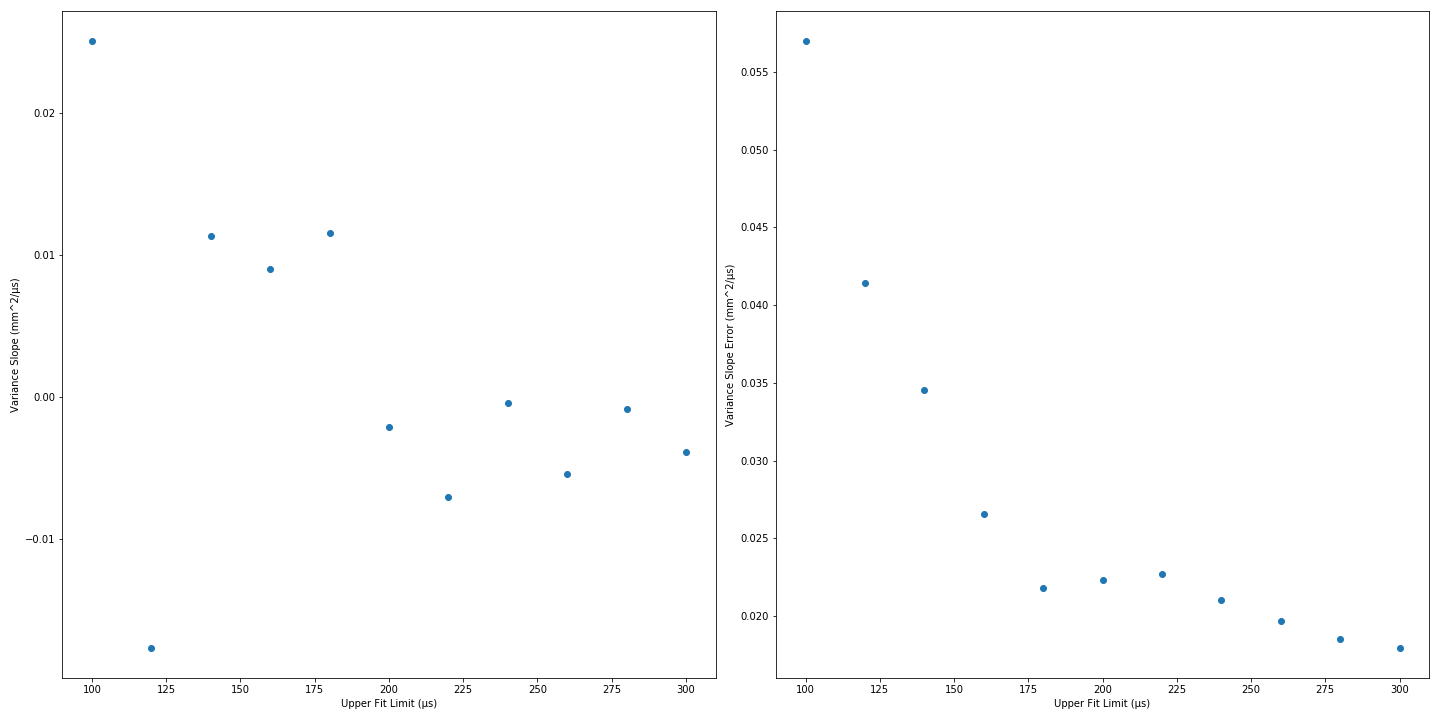 0.02
0.01
0.00
−0.01
Variance Slope (mm^2/µs)
100 125 150 175 200 225 250 275 300
Upper Fit Limit (µs)
0.055
0.050
0.045
0.040
0.035
0.030
0.025
0.020
Variance Slope Error (mm^2/µs)
100 125 150 175 200 225 250 275 300
Upper Fit Limit (µs)